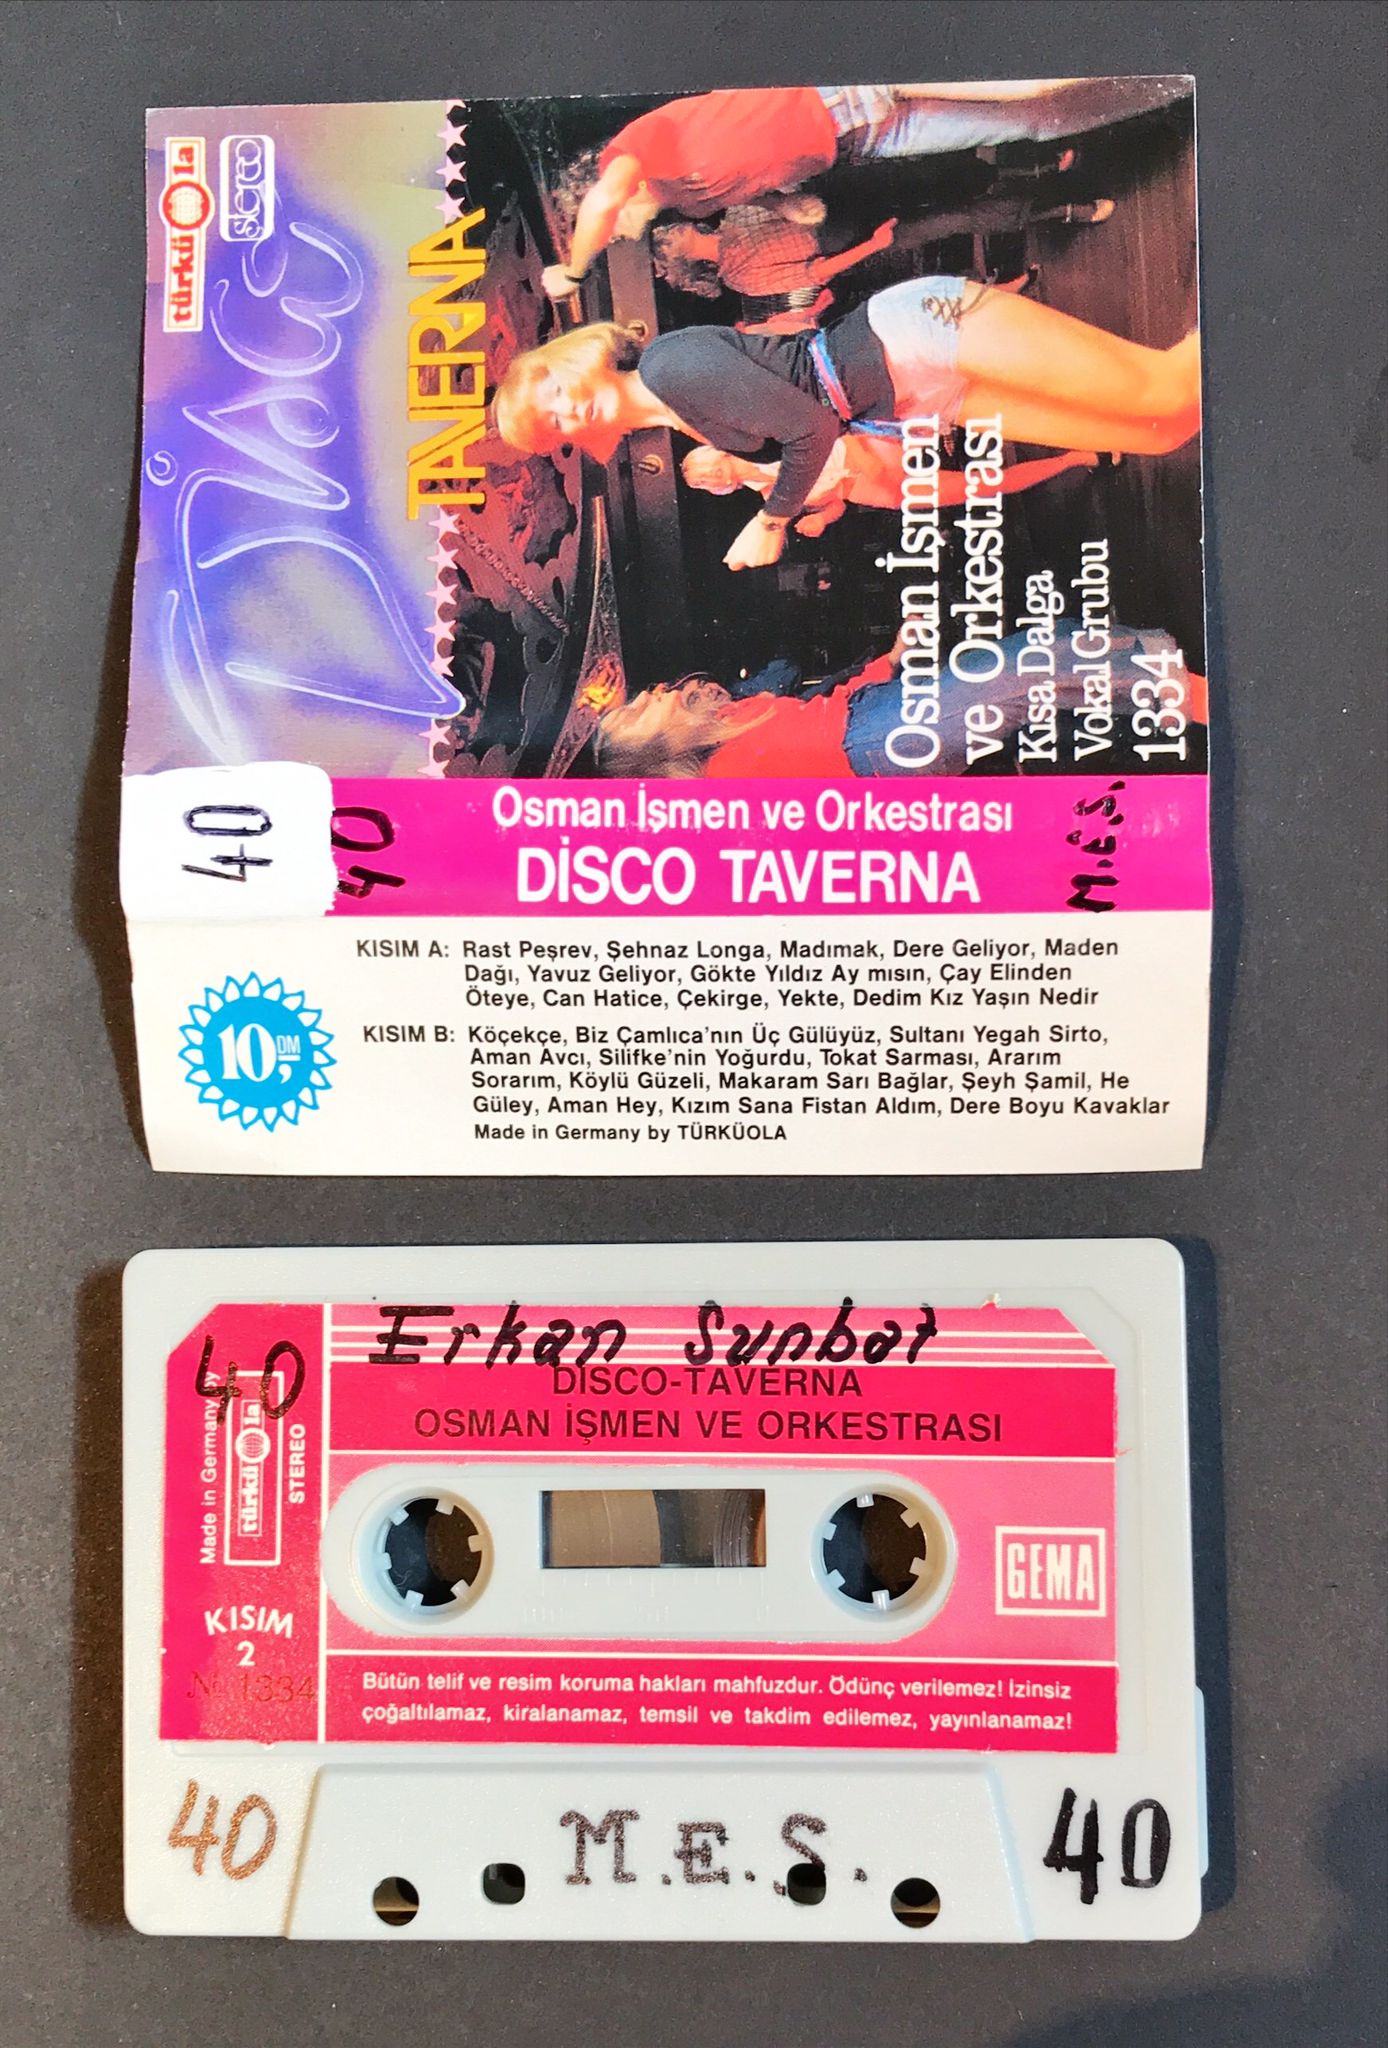 türküola
stereo
Disco
TAVERNA
Osman İşmen
ve Orkestrası
Kısa Dalga
Vokal Grubu
1334
40
40
Osman İşmen ve Orkestrası
DİSCO TAVERNA
M.E.S.
10,- DM
KISIM A: Rast Peşrev, Şehnaz Longa, Madımak, Dere Geliyor, Maden
Dağı, Yavuz Geliyor, Gökte Yıldız Ay mısın, Çay Elinden
Öteye, Can Hatice, Çekirge, Yekte, Dedim Kız Yaşın Nedir
KISIM B: Köçekçe, Biz Çamlıca'nın Üç Gülüyüz, Sultanı Yegah Sirto,
Aman Avcı, Silifke'nin Yoğurdu, Tokat Sarması, Ararım
Sorarım, Köylü Güzeli, Makaram Sarı Bağlar, Şeyh Şamil, He
Güley, Aman Hey, Kızım Sana Fistan Aldım, Dere Boyu Kavaklar
Made in Germany by TÜRKÜOLA
40
Erkan Sunbat
DİSCO-TAVERNA
OSMAN İŞMEN VE ORKESTRASI
Made in Germany by
türküola
STEREO
GEMA
KISIM
2
№ 1334
Bütün telif ve resim koruma hakları mahfuzdur. Ödünç verilemez! İzinsiz
çoğaltılamaz, kiralanamaz, temsil ve takdim edilemez, yayınlanamaz!
40
M.E.S.
40